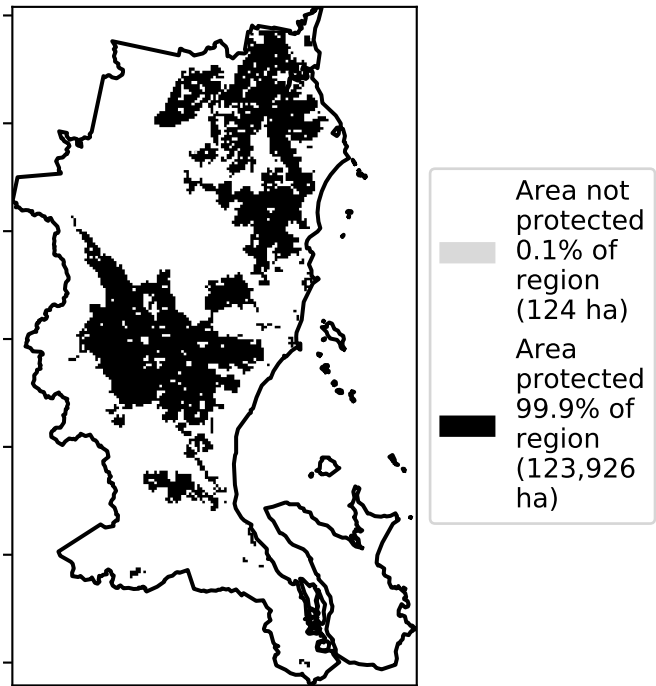 Area not
protected
0.1% of
region
(124 ha)
Area
protected
99.9% of
region
(123,926
ha)